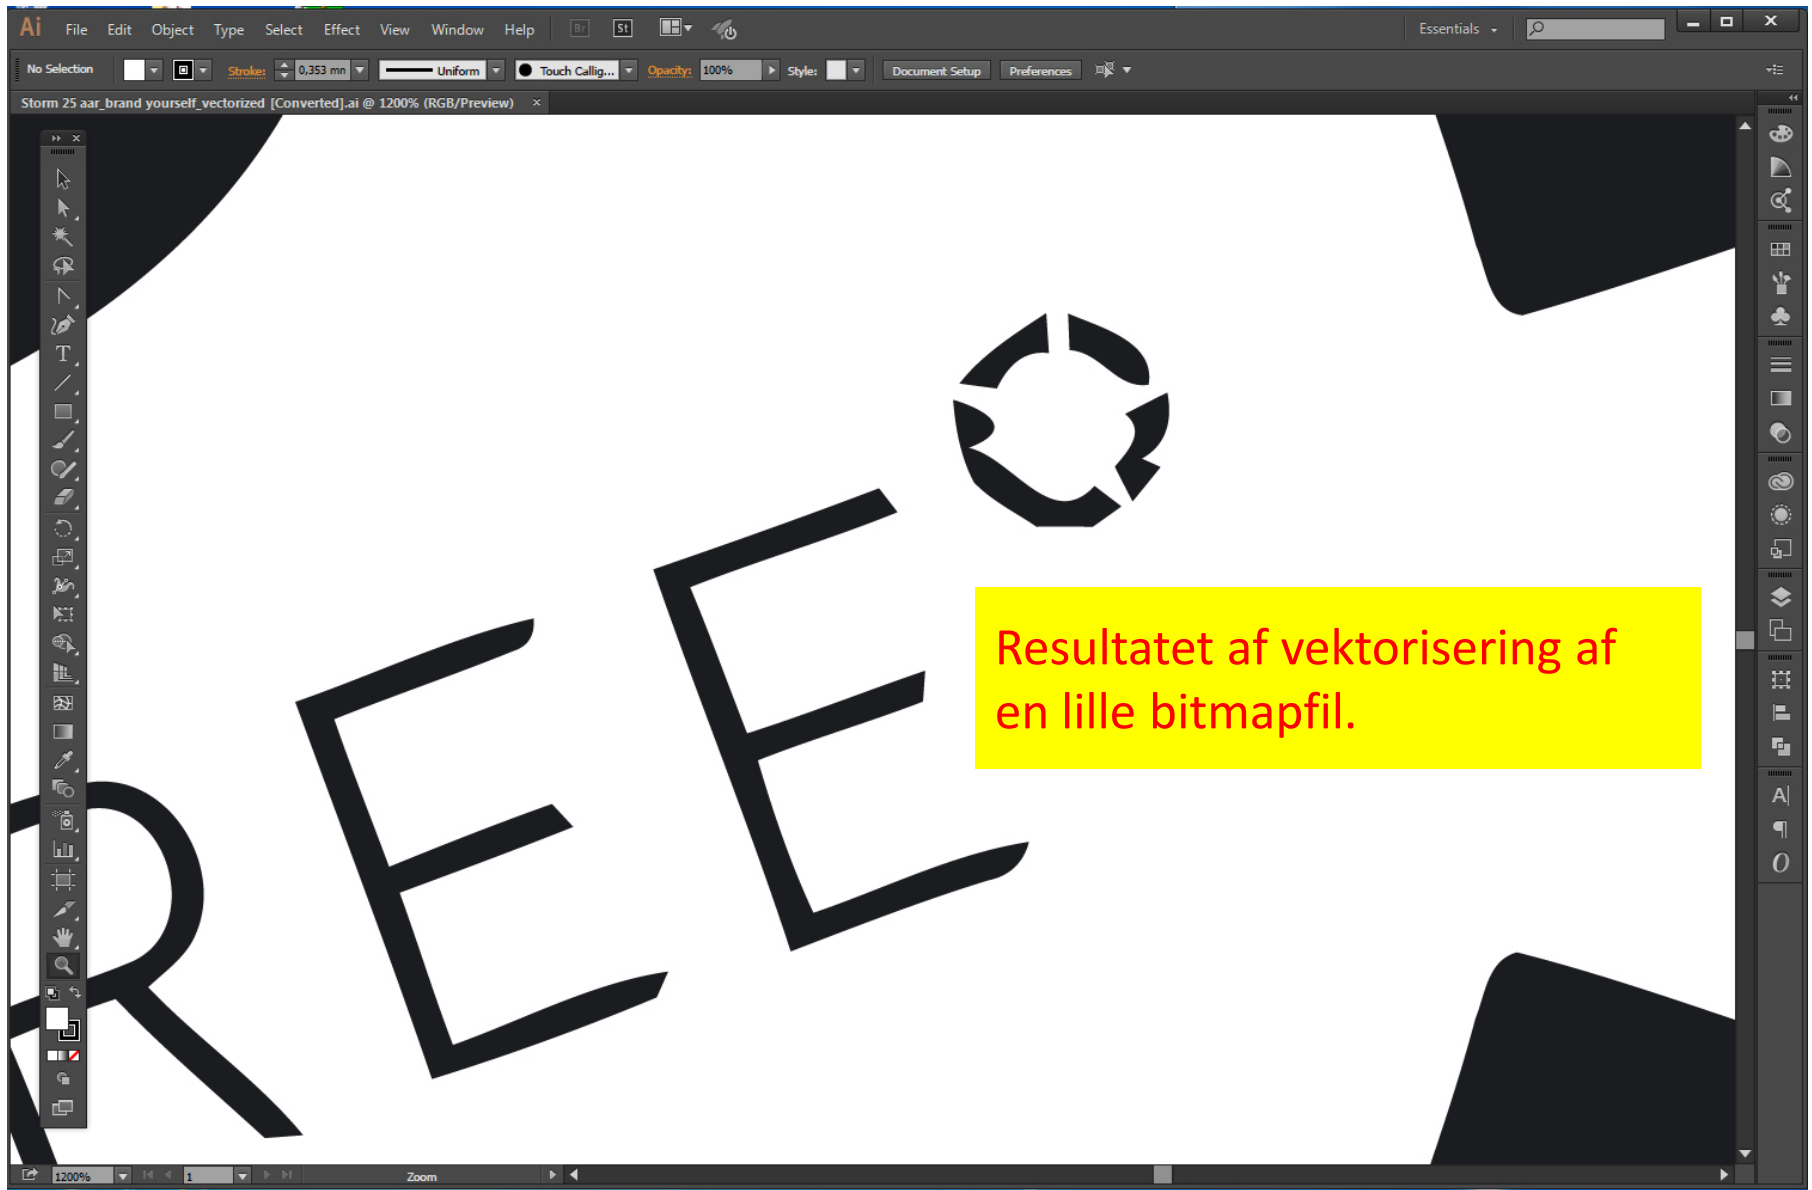 Ai File Edit Object Type Select Effect View Window Help Br St Essentials
No Selection Stroke: 0,353 mn Uniform Touch Callig... Opacity: 100% Style: Document Setup Preferences
Storm 25 aar_brand yourself_vectorized [Converted].ai @ 1200% (RGB/Preview) ×
Resultatet af vektorisering af
en lille bitmapfil.
REE
1200% 1 Zoom